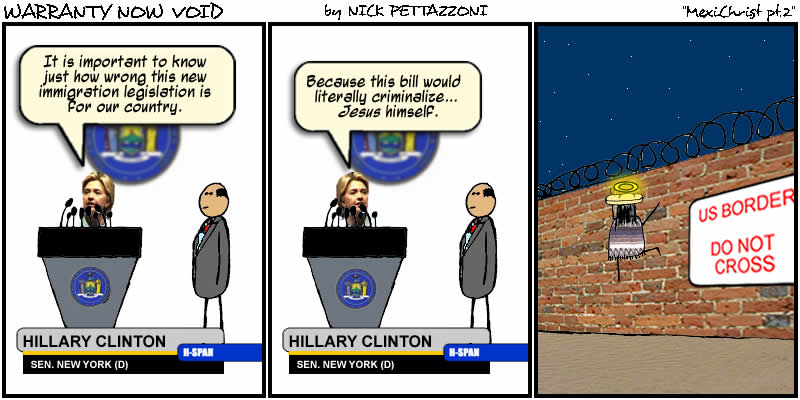 WARRANTY NOW VOID
by NICK PETTAZZONI
"MexiChrist pt.2"
It is important to know
just how wrong this new
immigration legislation is
for our country.
HILLARY CLINTON
H-SPAN
SEN. NEW YORK (D)
Because this bill would
literally criminalize...
Jesus himself.
HILLARY CLINTON
H-SPAN
SEN. NEW YORK (D)
US BORDER
DO NOT
CROSS